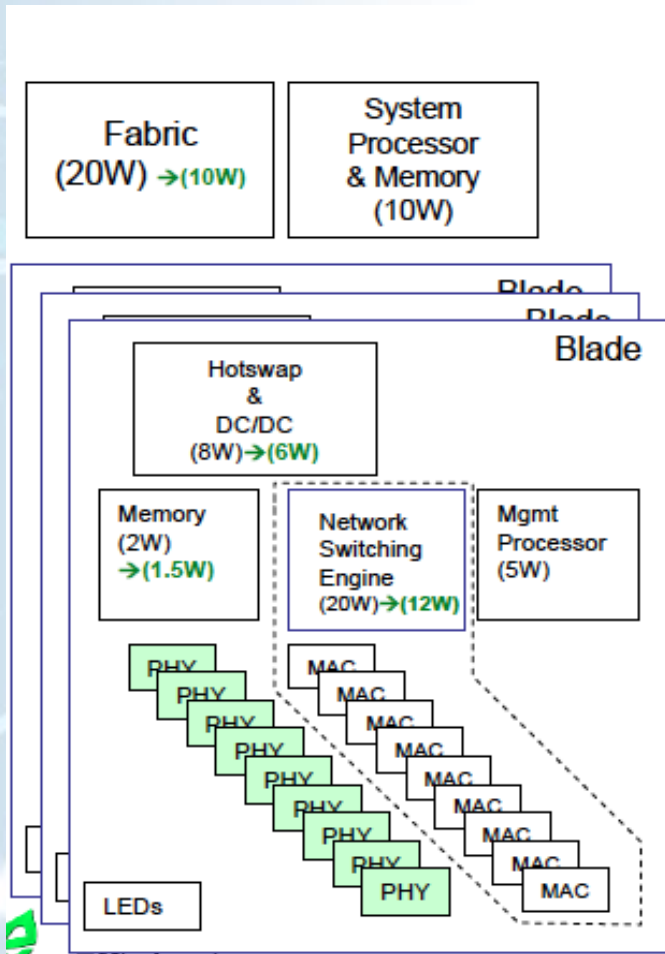 Fabric
(20W) →(10W)
System
Processor
& Memory
(10W)
Blade
Blade
Blade
Hotswap
&
DC/DC
(8W)→(6W)
Memory
(2W)
→(1.5W)
Network
Switching
Engine
(20W)→(12W)
Mgmt
Processor
(5W)
PHY
PHY
PHY
PHY
PHY
PHY
PHY
PHY
PHY
MAC
MAC
MAC
MAC
MAC
MAC
MAC
MAC
MAC
LEDs